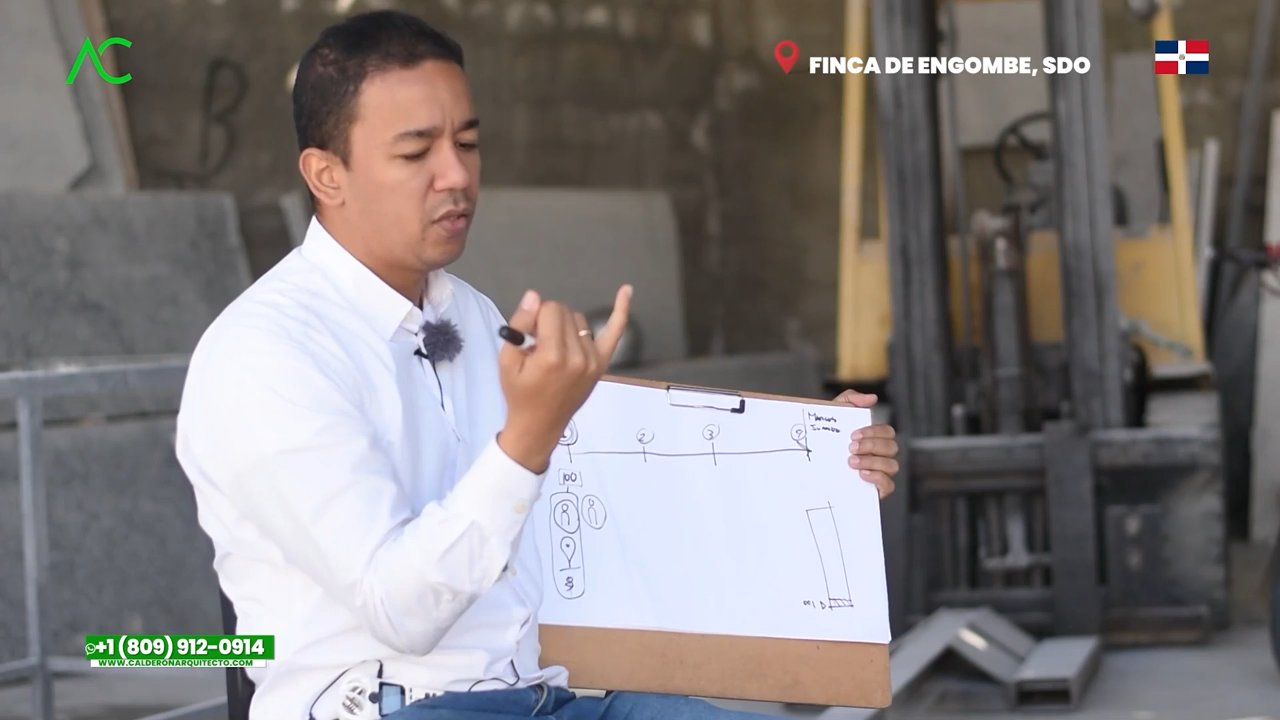 AC
FINCA DE ENGOMBE, SDO
B
2
3
100
+1 (809) 912-0914
WWW.CALDERONARQUITECTO.COM